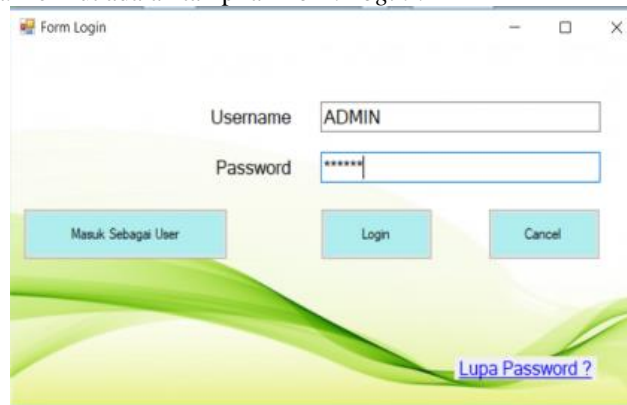 Form Login
Username ADMIN
Password ******
Masuk Sebagai User Login Cancel
Lupa Password ?